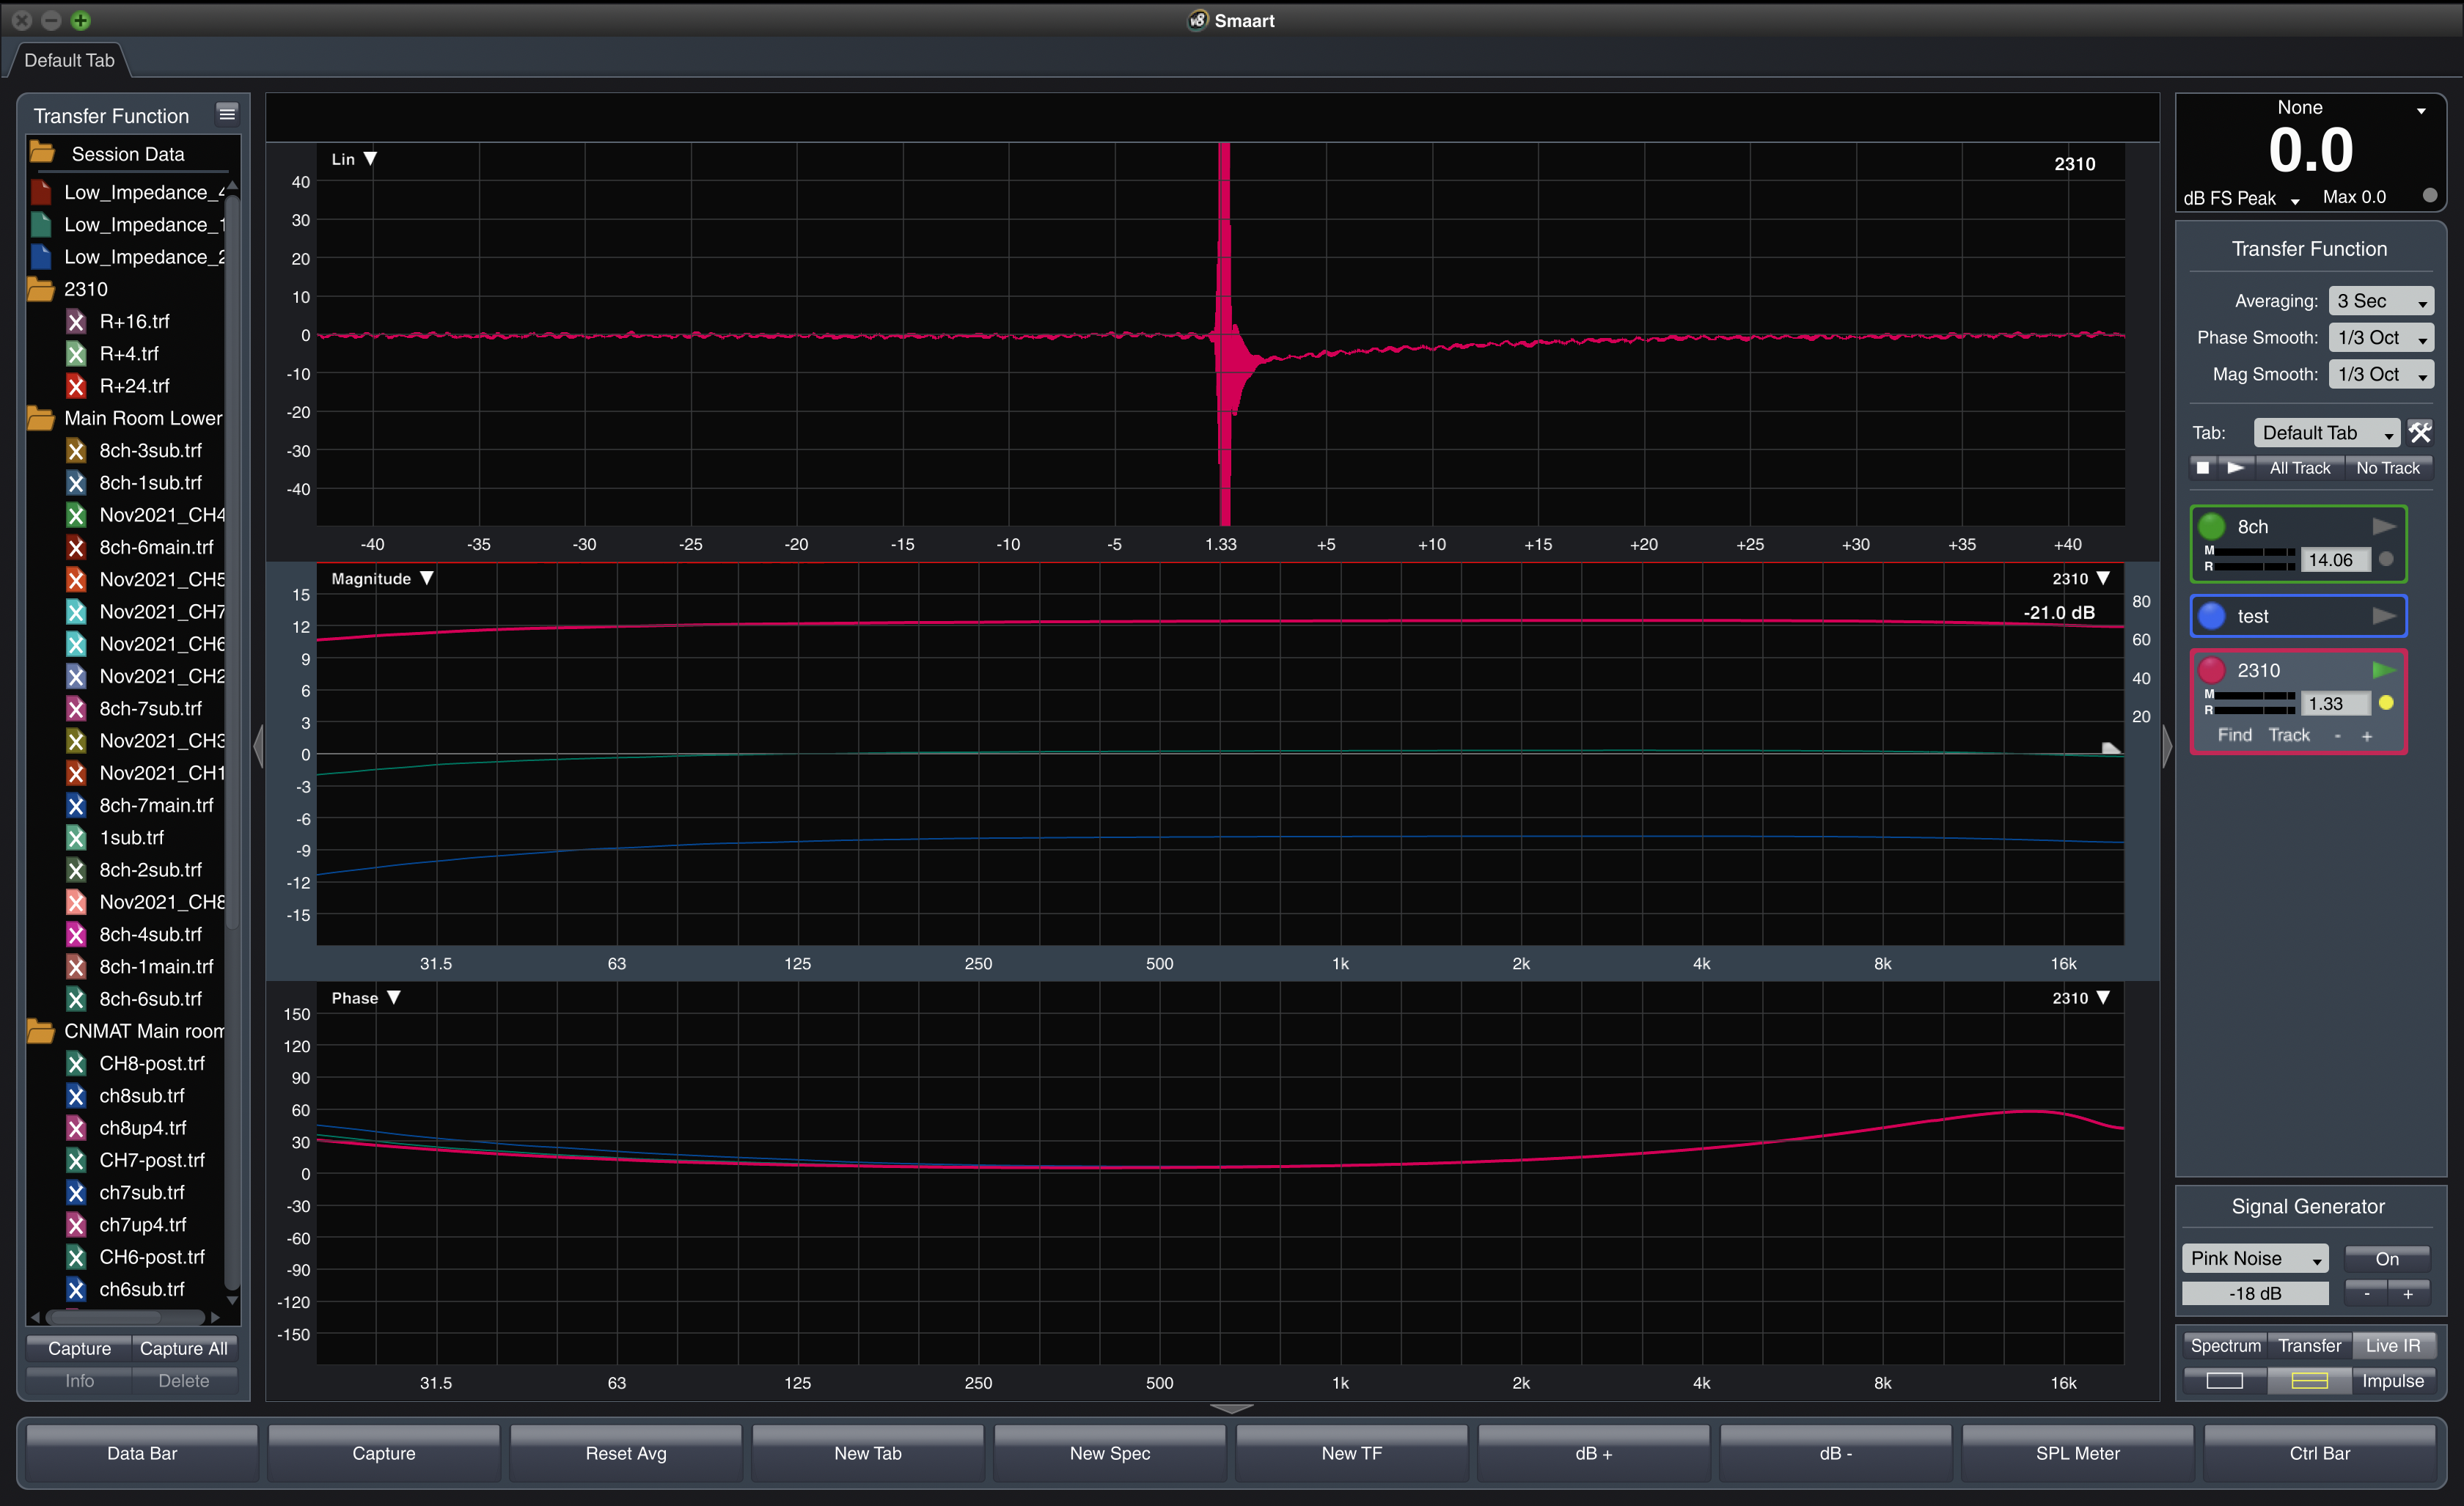 Smaart
Default Tab
Transfer Function
Session Data
Low_Impedance_4
Low_Impedance_1
Low_Impedance_2
2310
R+16.trf
R+4.trf
R+24.trf
Main Room Lower
8ch-3sub.trf
8ch-1sub.trf
Nov2021_CH4
8ch-6main.trf
Nov2021_CH5
Nov2021_CH7
Nov2021_CH6
Nov2021_CH2
8ch-7sub.trf
Nov2021_CH3
Nov2021_CH1
8ch-7main.trf
1sub.trf
8ch-2sub.trf
Nov2021_CH8
8ch-4sub.trf
8ch-1main.trf
8ch-6sub.trf
CNMAT Main room
CH8-post.trf
ch8sub.trf
ch8up4.trf
CH7-post.trf
ch7sub.trf
ch7up4.trf
CH6-post.trf
ch6sub.trf
Capture Capture All
Info Delete
Lin 2310
40
30
20
10
0
-10
-20
-30
-40
-40 -35 -30 -25 -20 -15 -10 -5 1.33 +5 +10 +15 +20 +25 +30 +35 +40
Magnitude 2310
-21.0 dB
15
12
9
6
3
0
-3
-6
-9
-12
-15
80
60
40
20
31.5 63 125 250 500 1k 2k 4k 8k 16k
Phase 2310
150
120
90
60
30
0
-30
-60
-90
-120
-150
31.5 63 125 250 500 1k 2k 4k 8k 16k
None
0.0
dB FS Peak Max 0.0
Transfer Function
Averaging: 3 Sec
Phase Smooth: 1/3 Oct
Mag Smooth: 1/3 Oct
Tab: Default Tab
All Track No Track
8ch
M
R
14.06
test
2310
M
R
1.33
Find Track - +
Signal Generator
Pink Noise On
-18 dB - +
Spectrum Transfer Live IR
Impulse
Data Bar Capture Reset Avg New Tab New Spec New TF dB + dB - SPL Meter Ctrl Bar